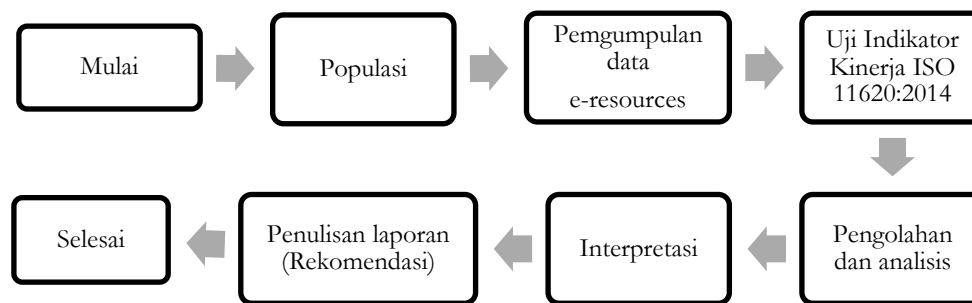 Mulai
Populasi
Pemgumpulan
data
e-resources
Uji Indikator
Kinerja ISO
11620:2014
Pengolahan
dan analisis
Interpretasi
Penulisan laporan
(Rekomendasi)
Selesai